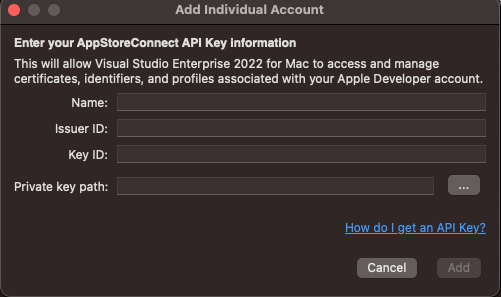 Add Individual Account
Enter your AppStoreConnect API Key information
This will allow Visual Studio Enterprise 2022 for Mac to access and manage
certificates, identifiers, and profiles associated with your Apple Developer account.
Name:
Issuer ID:
Key ID:
Private key path:
...
How do I get an API Key?
Cancel
Add